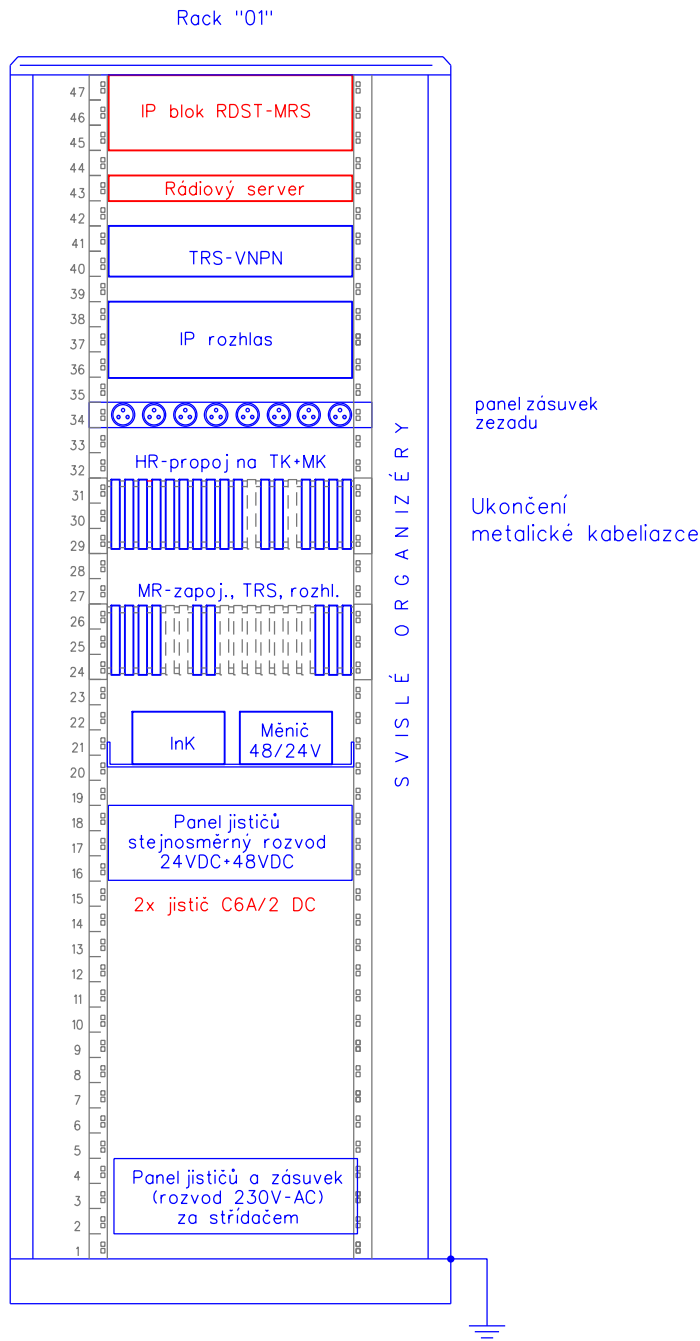 Rack "01"
47
46
45
44
43
42
41
40
39
38
37
36
35
34
33
32
31
30
29
28
27
26
25
24
23
22
21
20
19
18
17
16
15
14
13
12
11
10
9
8
7
6
5
4
3
2
1
IP blok RDST-MRS
Rádiový server
TRS-VNPN
IP rozhlas
panel zásuvek
zezadu
HR-propoj na TK+MK
Ukončení
metalické kabeliazce
MR-zapoj., TRS, rozhl.
SVISLÉ ORGANIZÉRY
InK
Měnič
48/24V
Panel jističů
stejnosměrný rozvod
24VDC+48VDC
2x jistič C6A/2 DC
Panel jističů a zásuvek
(rozvod 230V-AC)
za střídačem